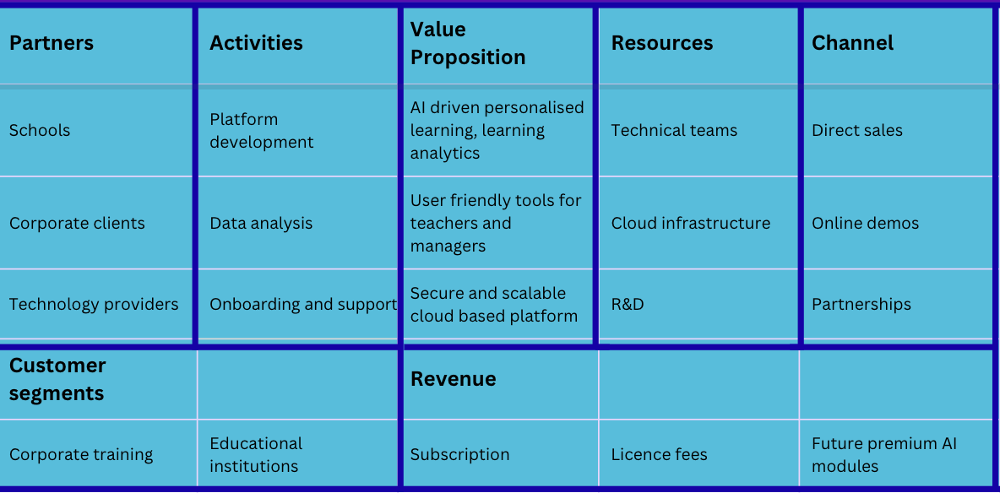 Partners
Activities
Value
Proposition
Resources
Channel
Schools
Platform
development
AI driven personalised
learning, learning
analytics
Technical teams
Direct sales
Corporate clients
Data analysis
User friendly tools for
teachers and
managers
Cloud infrastructure
Online demos
Technology providers
Onboarding and support
Secure and scalable
cloud based platform
R&D
Partnerships
Customer
segments
Revenue
Corporate training
Educational
institutions
Subscription
Licence fees
Future premium AI
modules